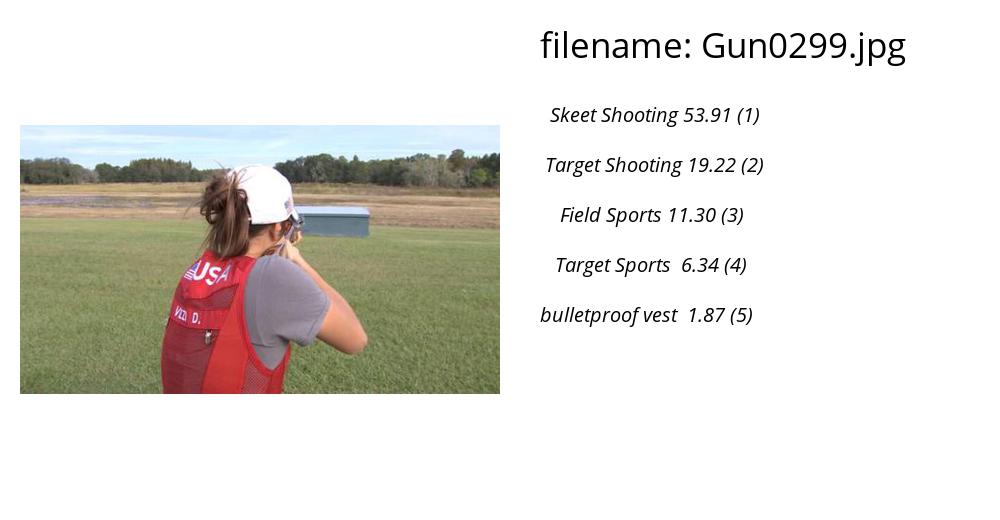 filename: Gun0299.jpg
Skeet Shooting 53.91 (1)
Target Shooting 19.22 (2)
Field Sports 11.30 (3)
Target Sports 6.34 (4)
bulletproof vest 1.87 (5)
USA
D.